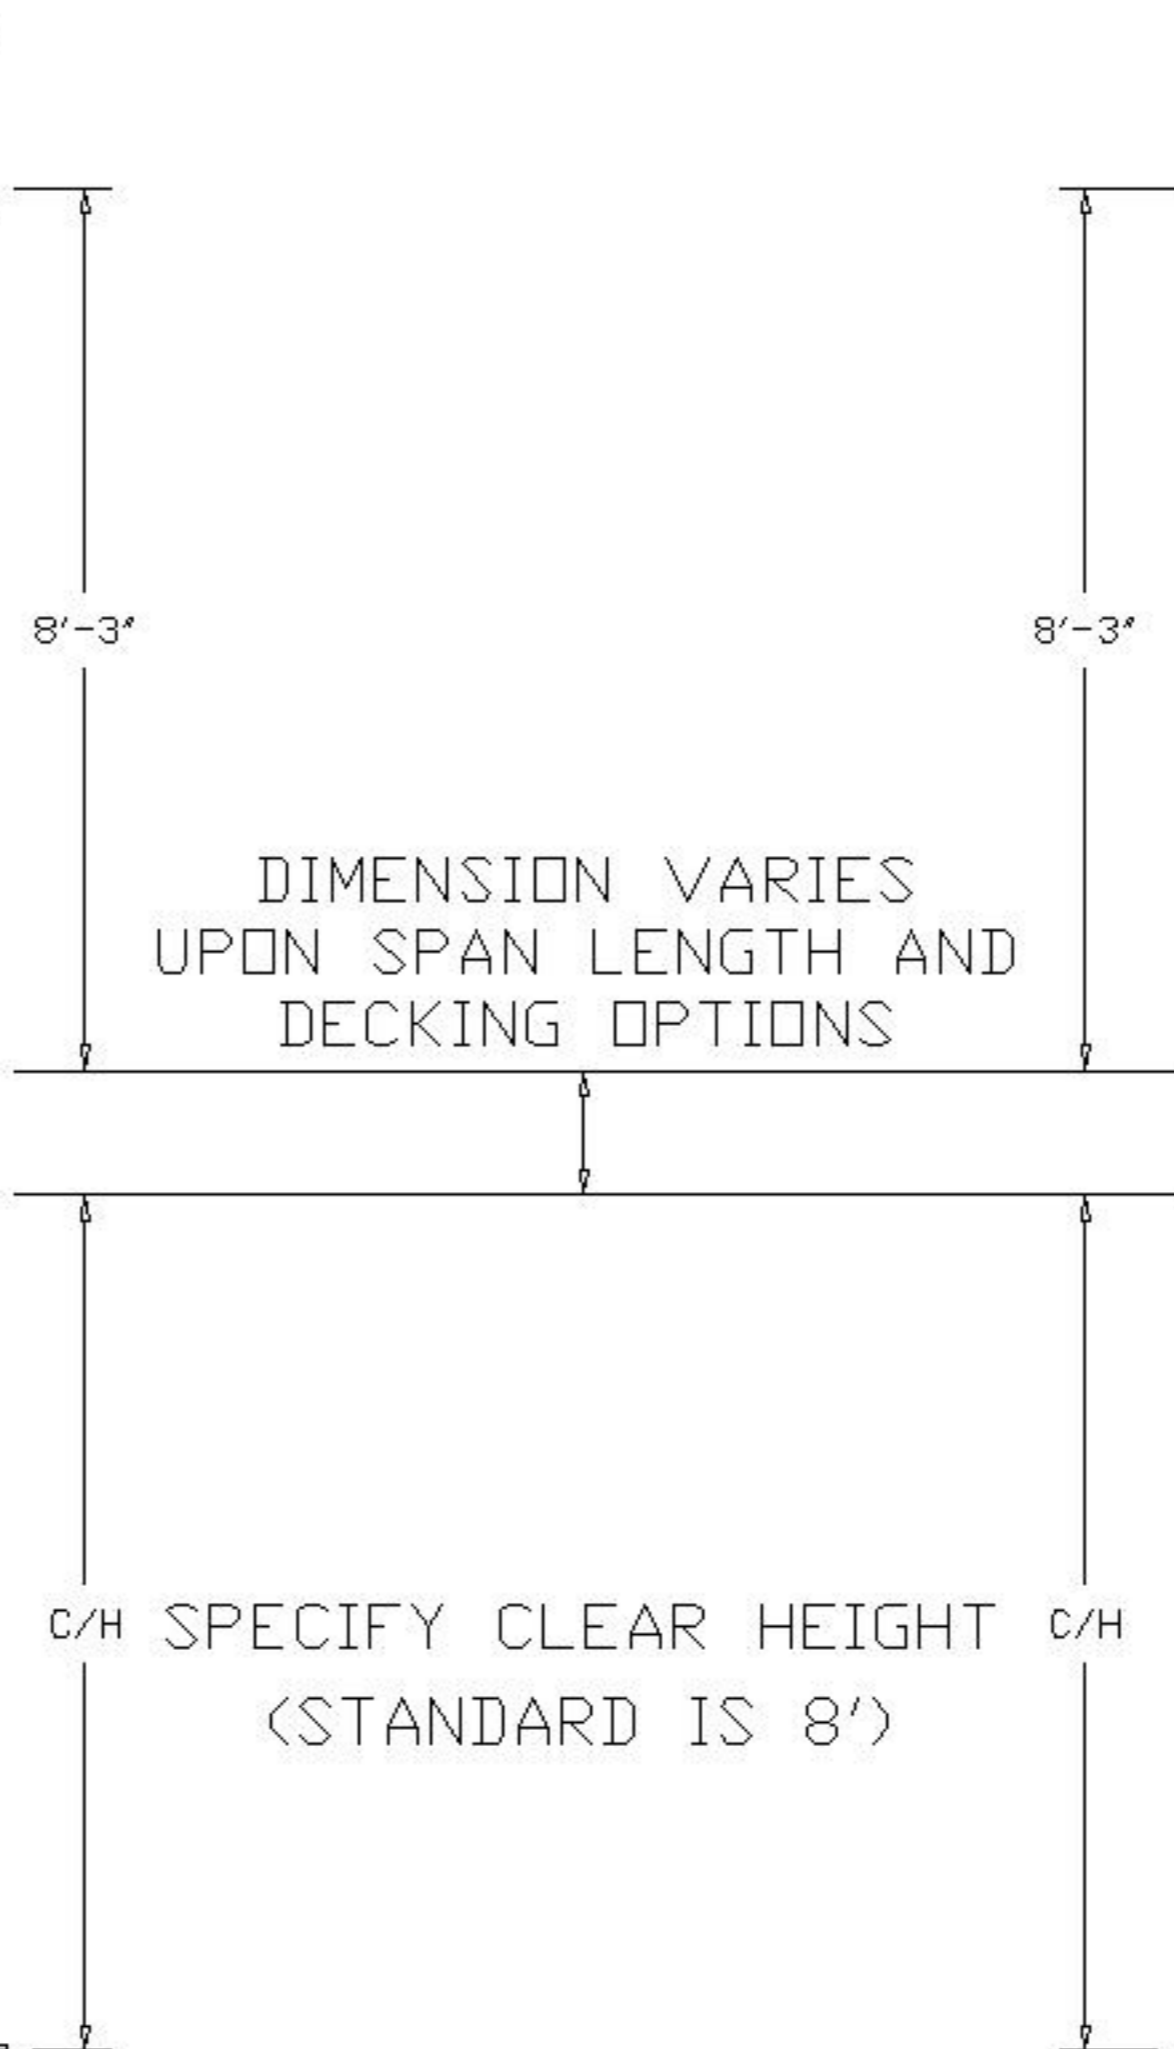 8'-3"
8'-3"
DIMENSION VARIES
UPON SPAN LENGTH AND
DECKING OPTIONS
C/H SPECIFY CLEAR HEIGHT C/H
(STANDARD IS 8')